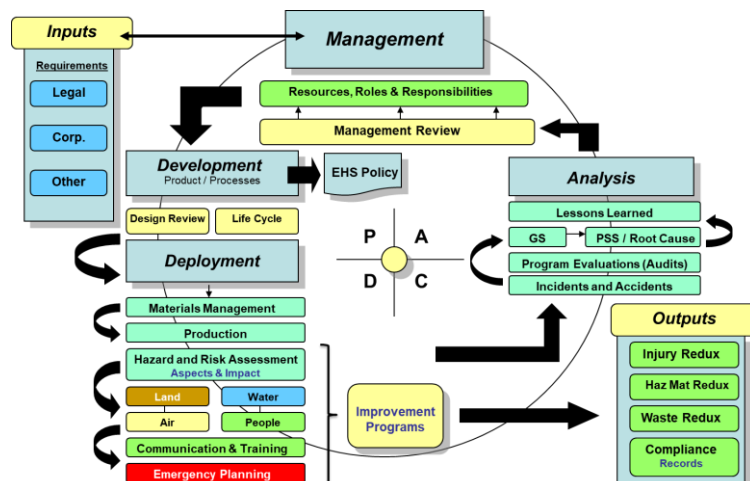 Inputs
Requirements
Legal
Corp.
Other
Management
Resources, Roles & Responsibilities
Management Review
Development
Product / Processes
EHS Policy
Design Review
Life Cycle
Deployment
Materials Management
Production
Hazard and Risk Assessment
Aspects & Impact
Land
Water
Air
People
Communication & Training
Emergency Planning
P
A
D
C
Improvement
Programs
Analysis
Lessons Learned
GS
PSS / Root Cause
Program Evaluations (Audits)
Incidents and Accidents
Outputs
Injury Redux
Haz Mat Redux
Waste Redux
Compliance
Records